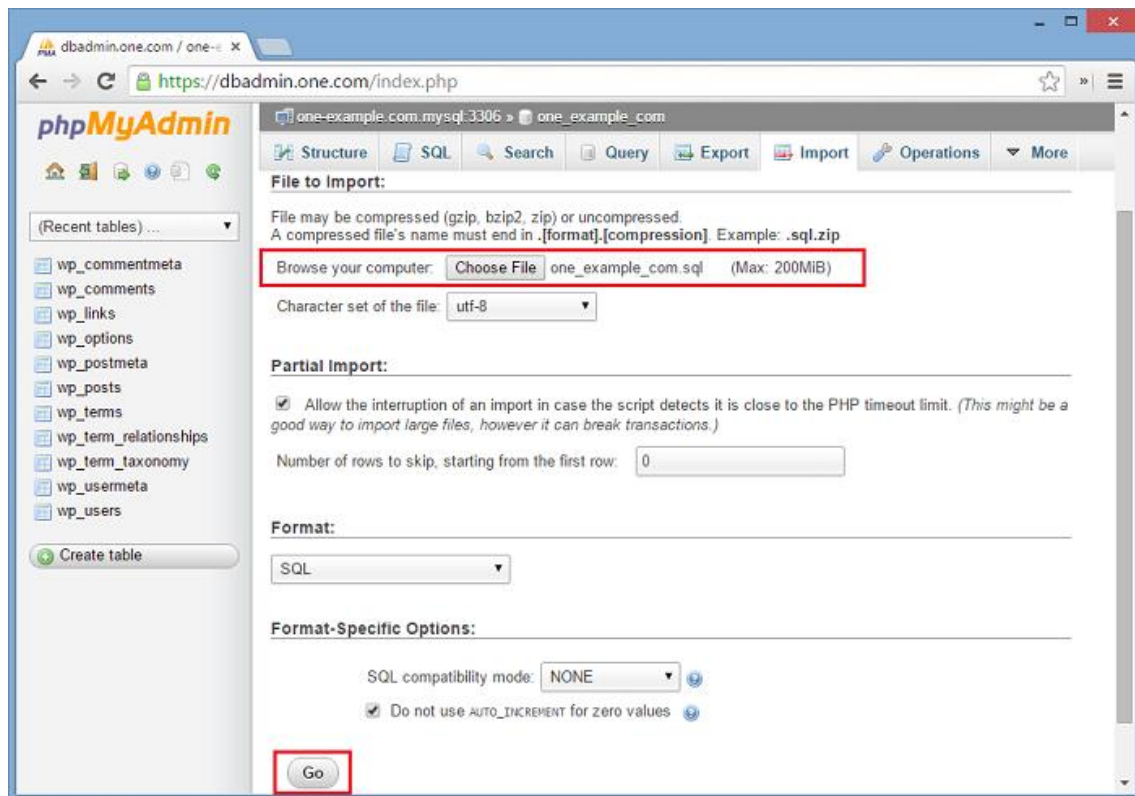 dbadmin.one.com / one-e
https://dbadmin.one.com/index.php
phpMyAdmin
(Recent tables) ...
wp_commentmeta
wp_comments
wp_links
wp_options
wp_postmeta
wp_posts
wp_terms
wp_term_relationships
wp_term_taxonomy
wp_usermeta
wp_users
Create table
one-example.com.mysql:3306 » one_example_com
Structure SQL Search Query Export Import Operations More
File to Import:
File may be compressed (gzip, bzip2, zip) or uncompressed.
A compressed file's name must end in .[format].[compression]. Example: .sql.zip
Browse your computer: Choose File one_example_com.sql (Max: 200MiB)
Character set of the file: utf-8
Partial Import:
Allow the interruption of an import in case the script detects it is close to the PHP timeout limit. (This might be a
good way to import large files, however it can break transactions.)
Number of rows to skip, starting from the first row: 0
Format:
SQL
Format-Specific Options:
SQL compatibility mode: NONE
Do not use AUTO_INCREMENT for zero values
Go